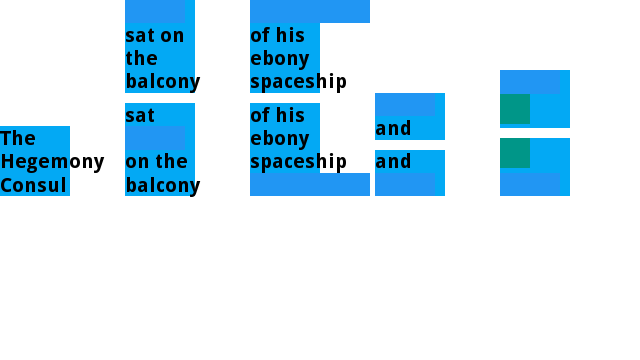 The
Hegemony
Consul
sat on
the
balcony
sat
on the
balcony
of his
ebony
spaceship
of his
ebony
spaceship
and
and